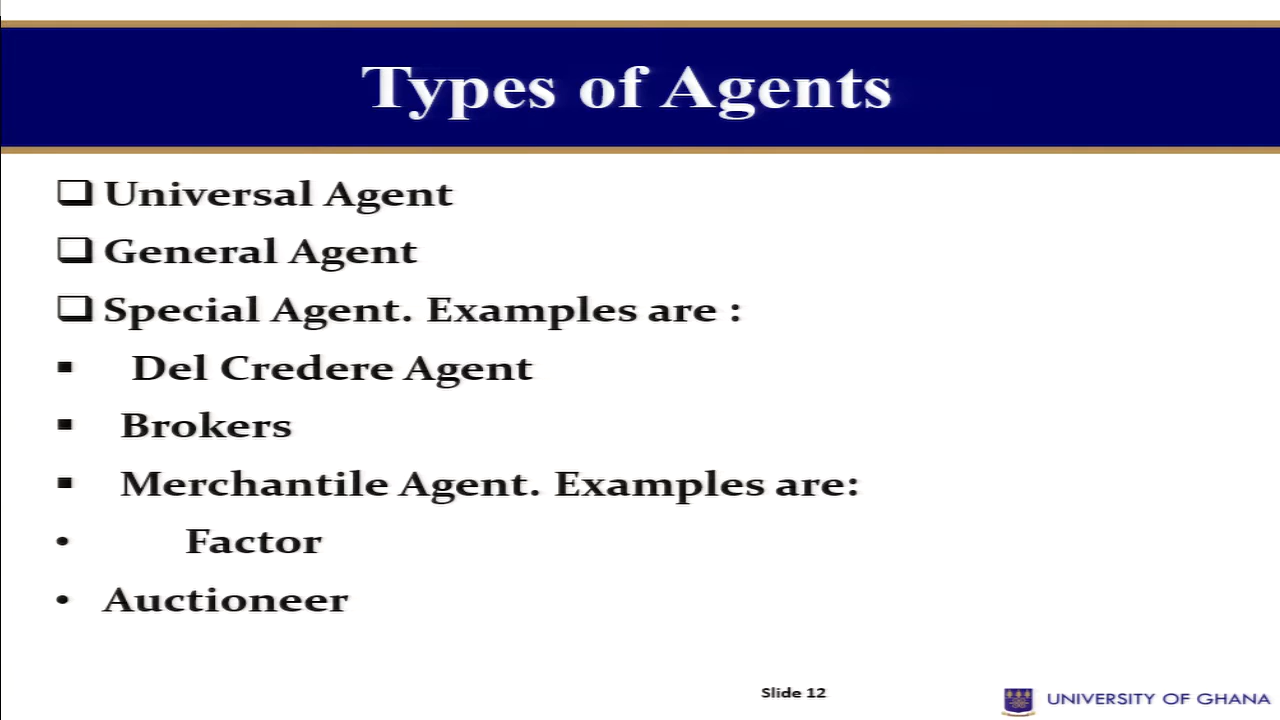 Types of Agents
❑ Universal Agent
❑ General Agent
❑ Special Agent. Examples are :
▪ Del Credere Agent
▪ Brokers
▪ Merchantile Agent. Examples are:
• Factor
• Auctioneer
Slide 12
UNIVERSITY OF GHANA